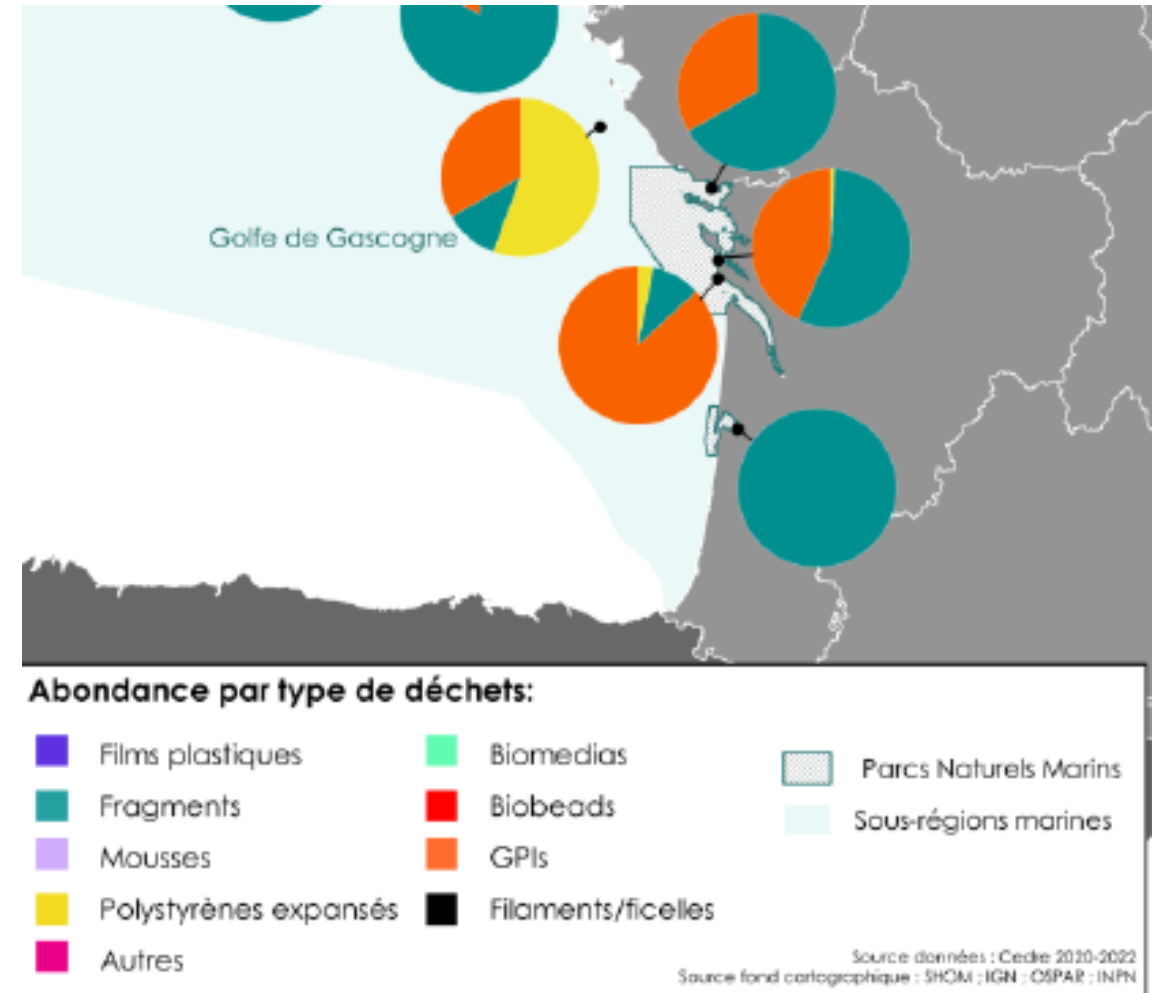 Golfe de Gascogne
Abondance par type de déchets:
Films plastiques
Fragments
Mousses
Polystyrènes expansés
Autres
Biomedias
Biobeads
GPIs
Filaments/ficelles
Parcs Naturels Marins
Sous-régions marines
Source données : Cedre 2020-2022
Source fond cartographique : SHOM ; IGN ; OSPAR ; INPN